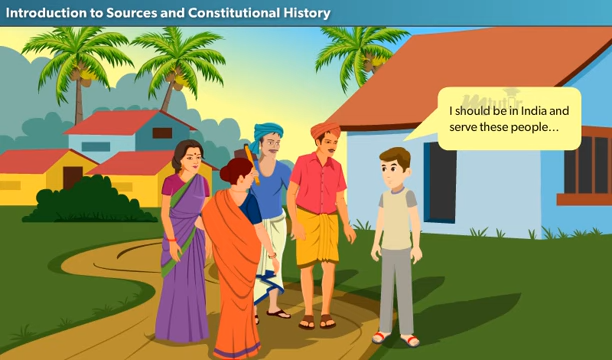 Introduction to Sources and Constitutional History
I should be in India and
serve these people...